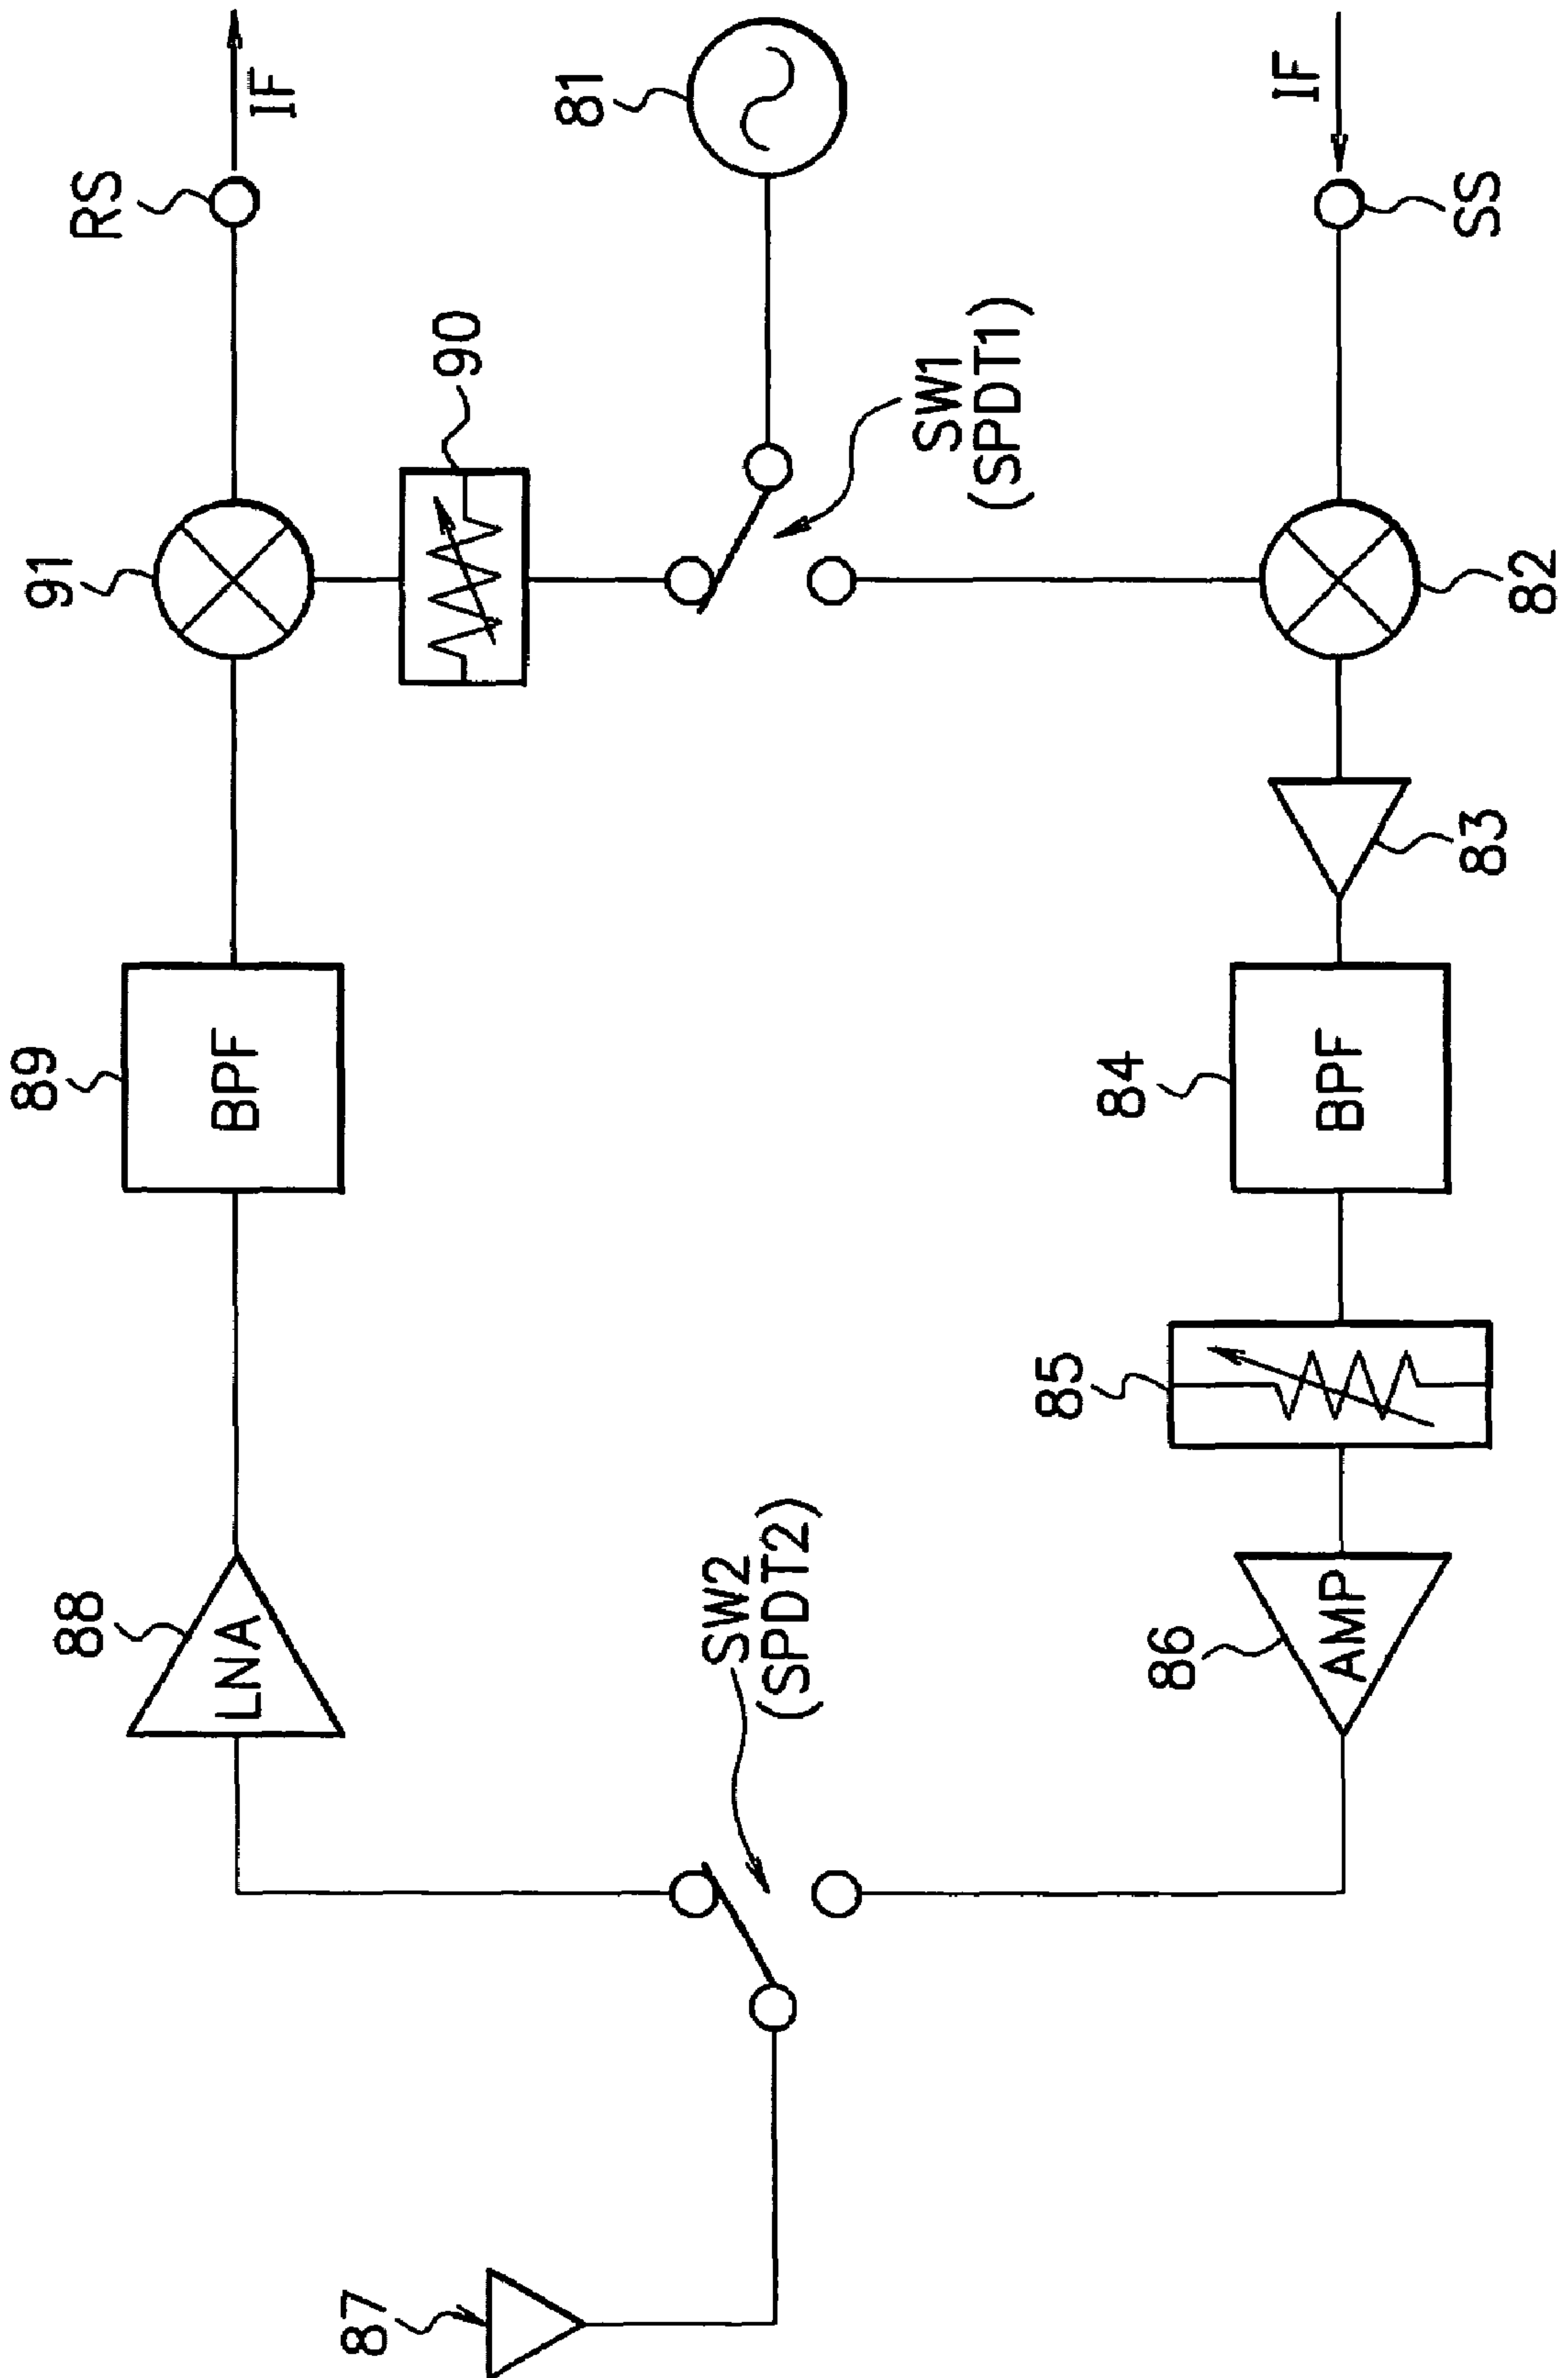 87
88
LNA
89
BPF
91
RS
IF
90
81
SW1
(SPDT1)
SW2
(SPDT2)
86
AMP
85
84
BPF
83
82
SS
IF